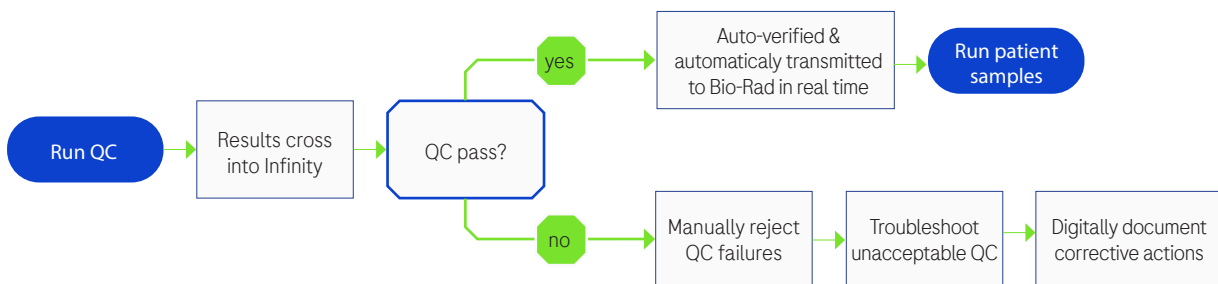 Run QC
Results cross
into Infinity
QC pass?
yes
Auto-verified &
automaticaly transmitted
to Bio-Rad in real time
Run patient
samples
no
Manually reject
QC failures
Troubleshoot
unacceptable QC
Digitally document
corrective actions